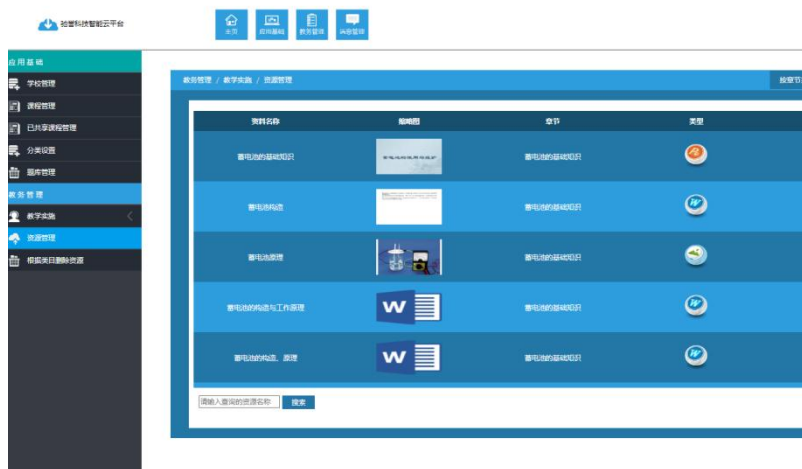 智能云平台
主页 应用基础 教务管理 消息管理
应用基础
学校管理
课程管理
已共享课程管理
分类设置
题库管理
教务管理
教学实施
资源管理
根据类目删除资源
教务管理 / 教学实施 / 资源管理
按章节
资料名称 缩略图 章节 类型
蓄电池的基础知识 蓄电池的基础知识
蓄电池构造 蓄电池的基础知识
蓄电池原理 蓄电池的基础知识
蓄电池的构造与工作原理 W 蓄电池的基础知识
蓄电池的构造、原理 W 蓄电池的基础知识
请输入查询的资源名称 搜索